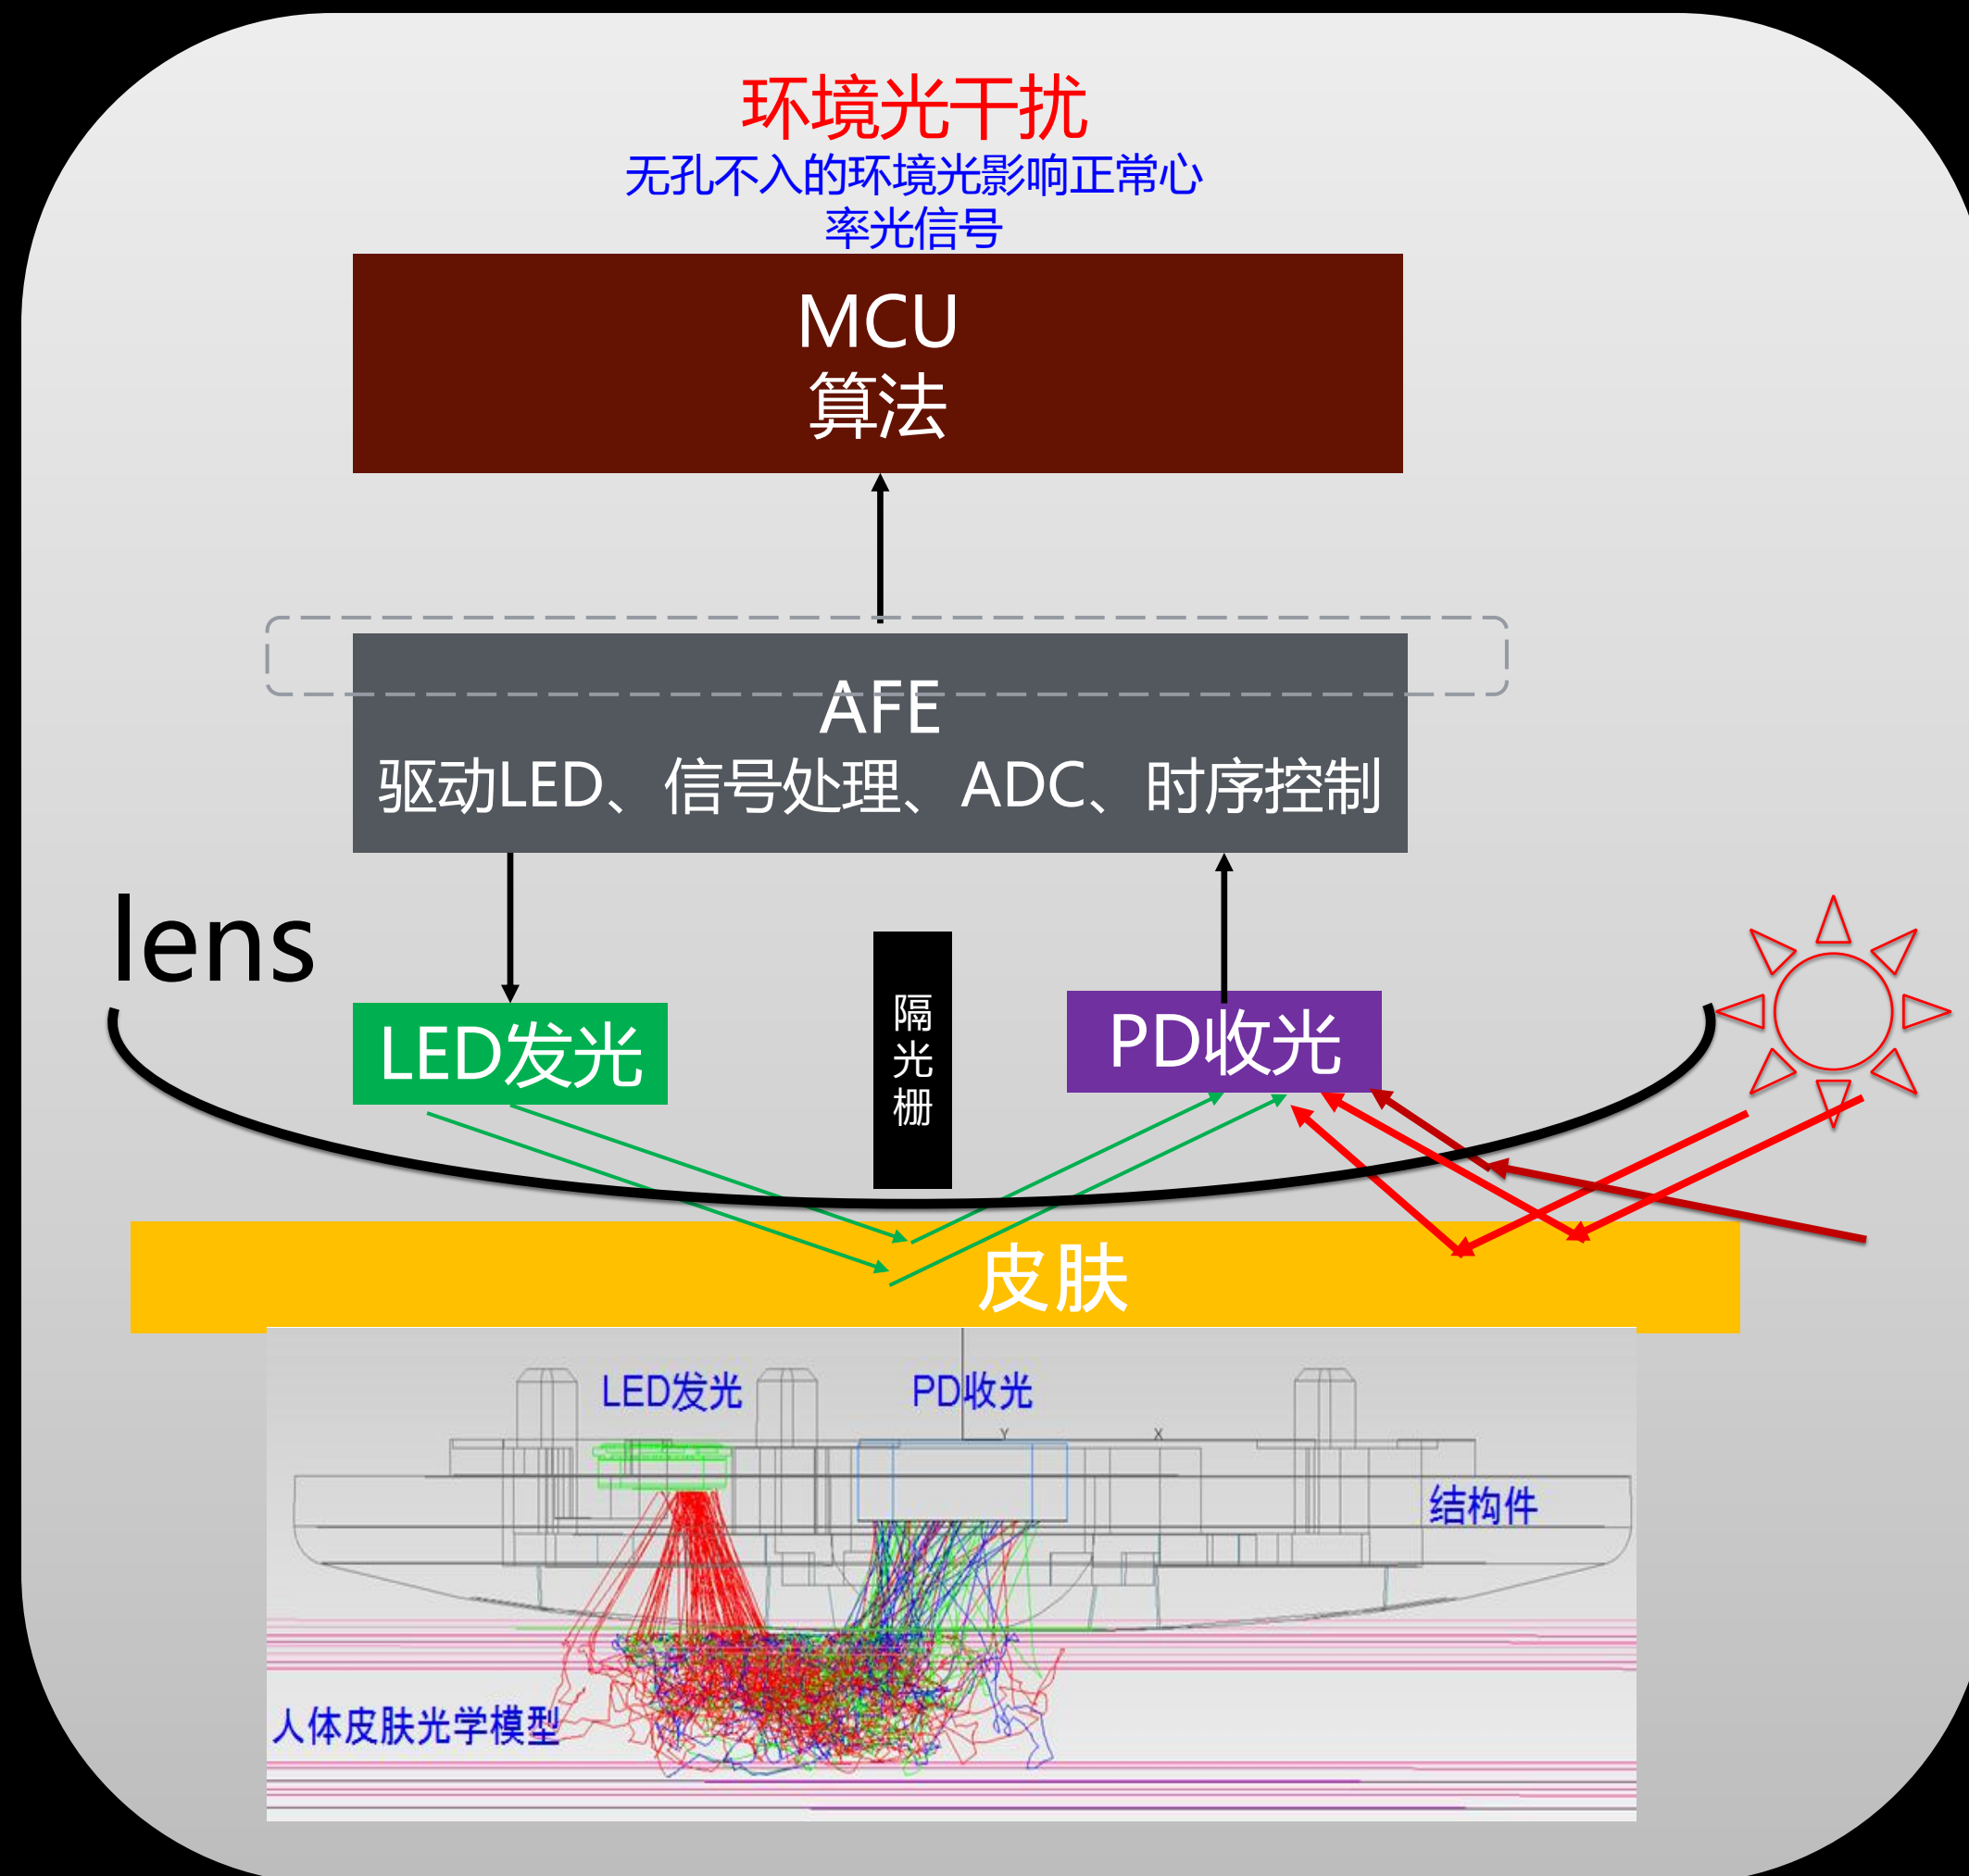 环境光干扰
无孔不入的环境光影响正常心
率光信号
MCU
算法
AFE
驱动LED、信号处理、ADC、时序控制
lens
LED发光
隔
光
栅
PD收光
皮肤
LED发光
PD收光
Y
X
结构件
人体皮肤光学模型